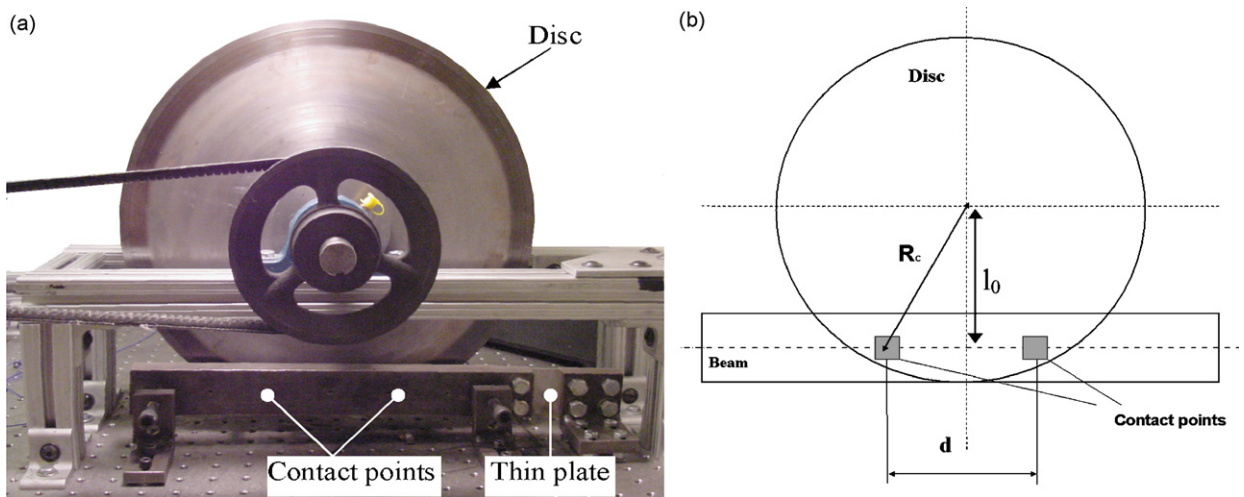 (a)
Disc
Contact points
Thin plate
(b)
Disc
Rc
l0
Beam
Contact points
d